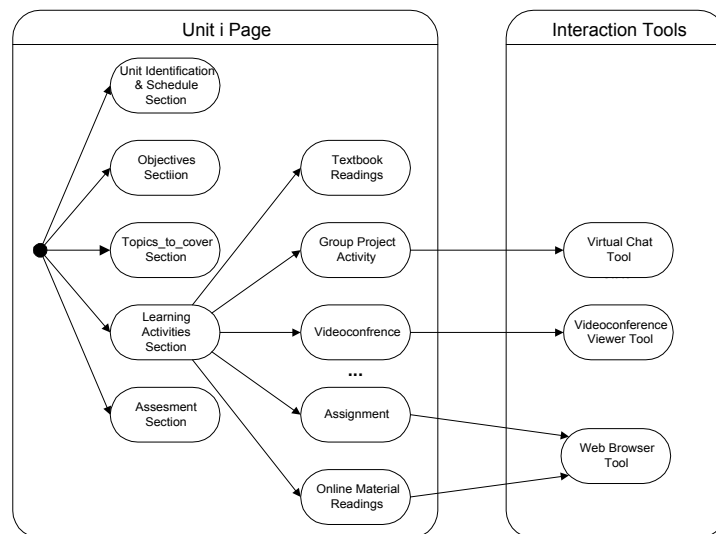 Unit i Page
Interaction Tools
Unit Identification
& Schedule
Section
Objectives
Sectiion
Topics_to_cover
Section
Learning
Activities
Section
Assesment
Section
Textbook
Readings
Group Project
Activity
Videoconfrence
...
Assignment
Online Material
Readings
Virtual Chat
Tool
Videoconference
Viewer Tool
Web Browser
Tool